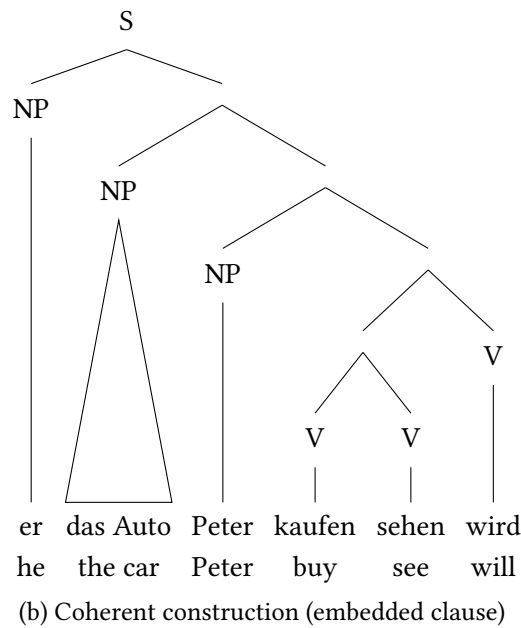 S
NP
NP
NP
V
V V
er das Auto Peter kaufen sehen wird
he the car Peter buy see will
(b) Coherent construction (embedded clause)